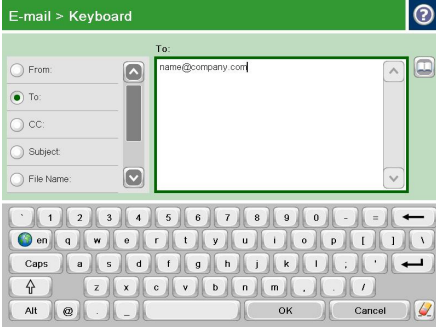 E-mail > Keyboard
?
To:
From:
name@company.com
To:
CC:
Subject:
File Name:
` 1 2 3 4 5 6 7 8 9 0 - =
en q w e r t y u i o p [ ] \
Caps a s d f g h j k l ; '
z x c v b n m , . /
Alt @ . _ OK Cancel